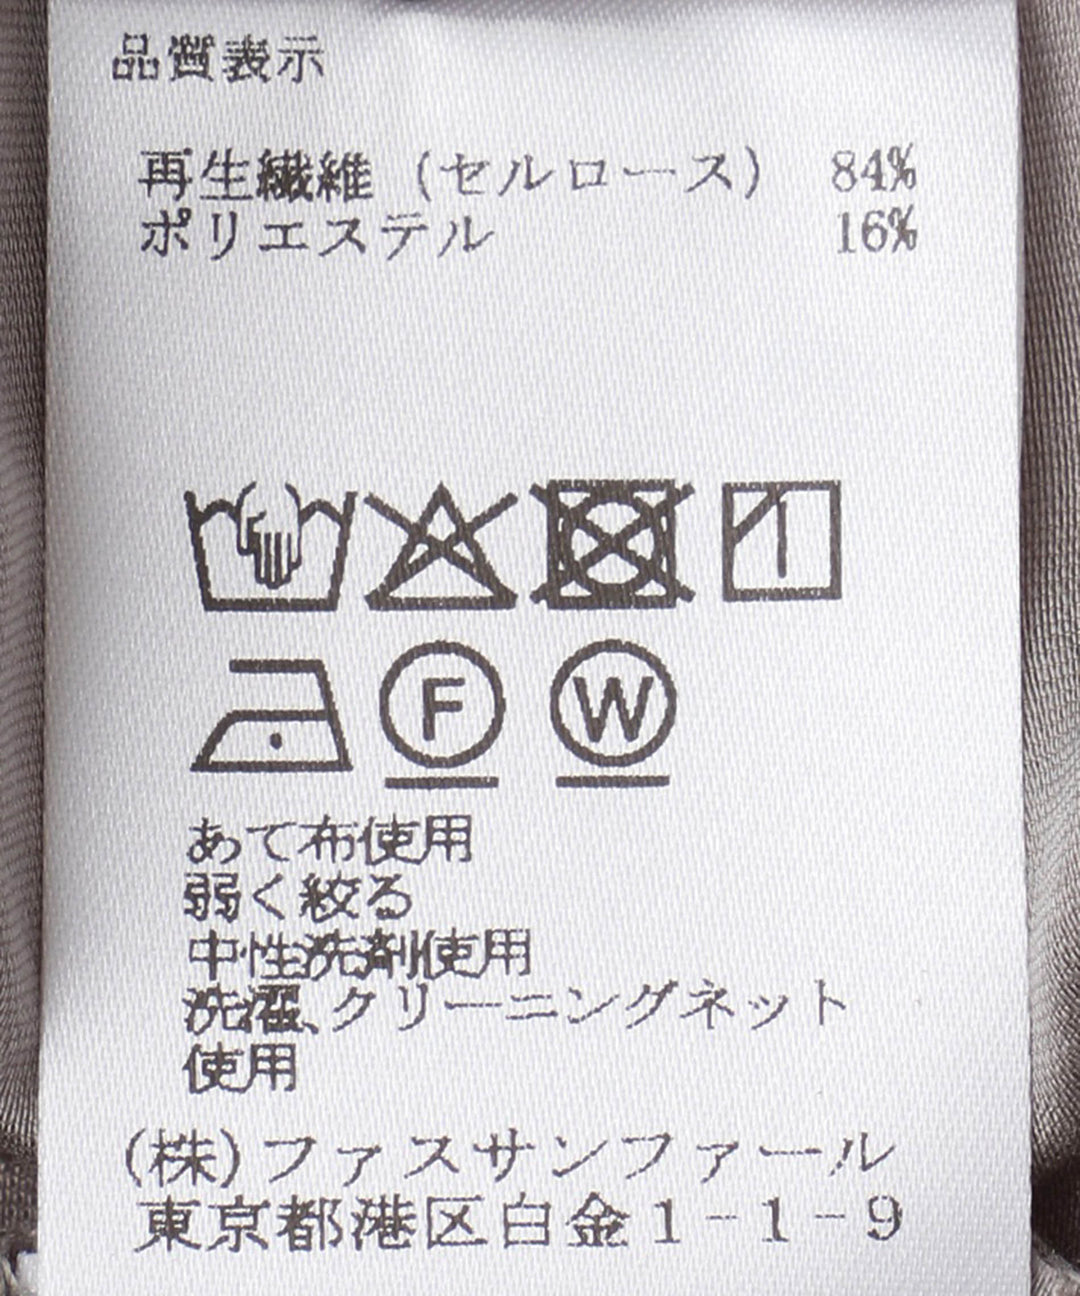 品質表示
再生繊維(セルロース) 84%
ポリエステル 16%
F W
あて布使用
弱く絞る
中性洗剤使用
洗濯、クリーニングネット
使用
(株)ファスサンファール
東京都港区白金1-1-9